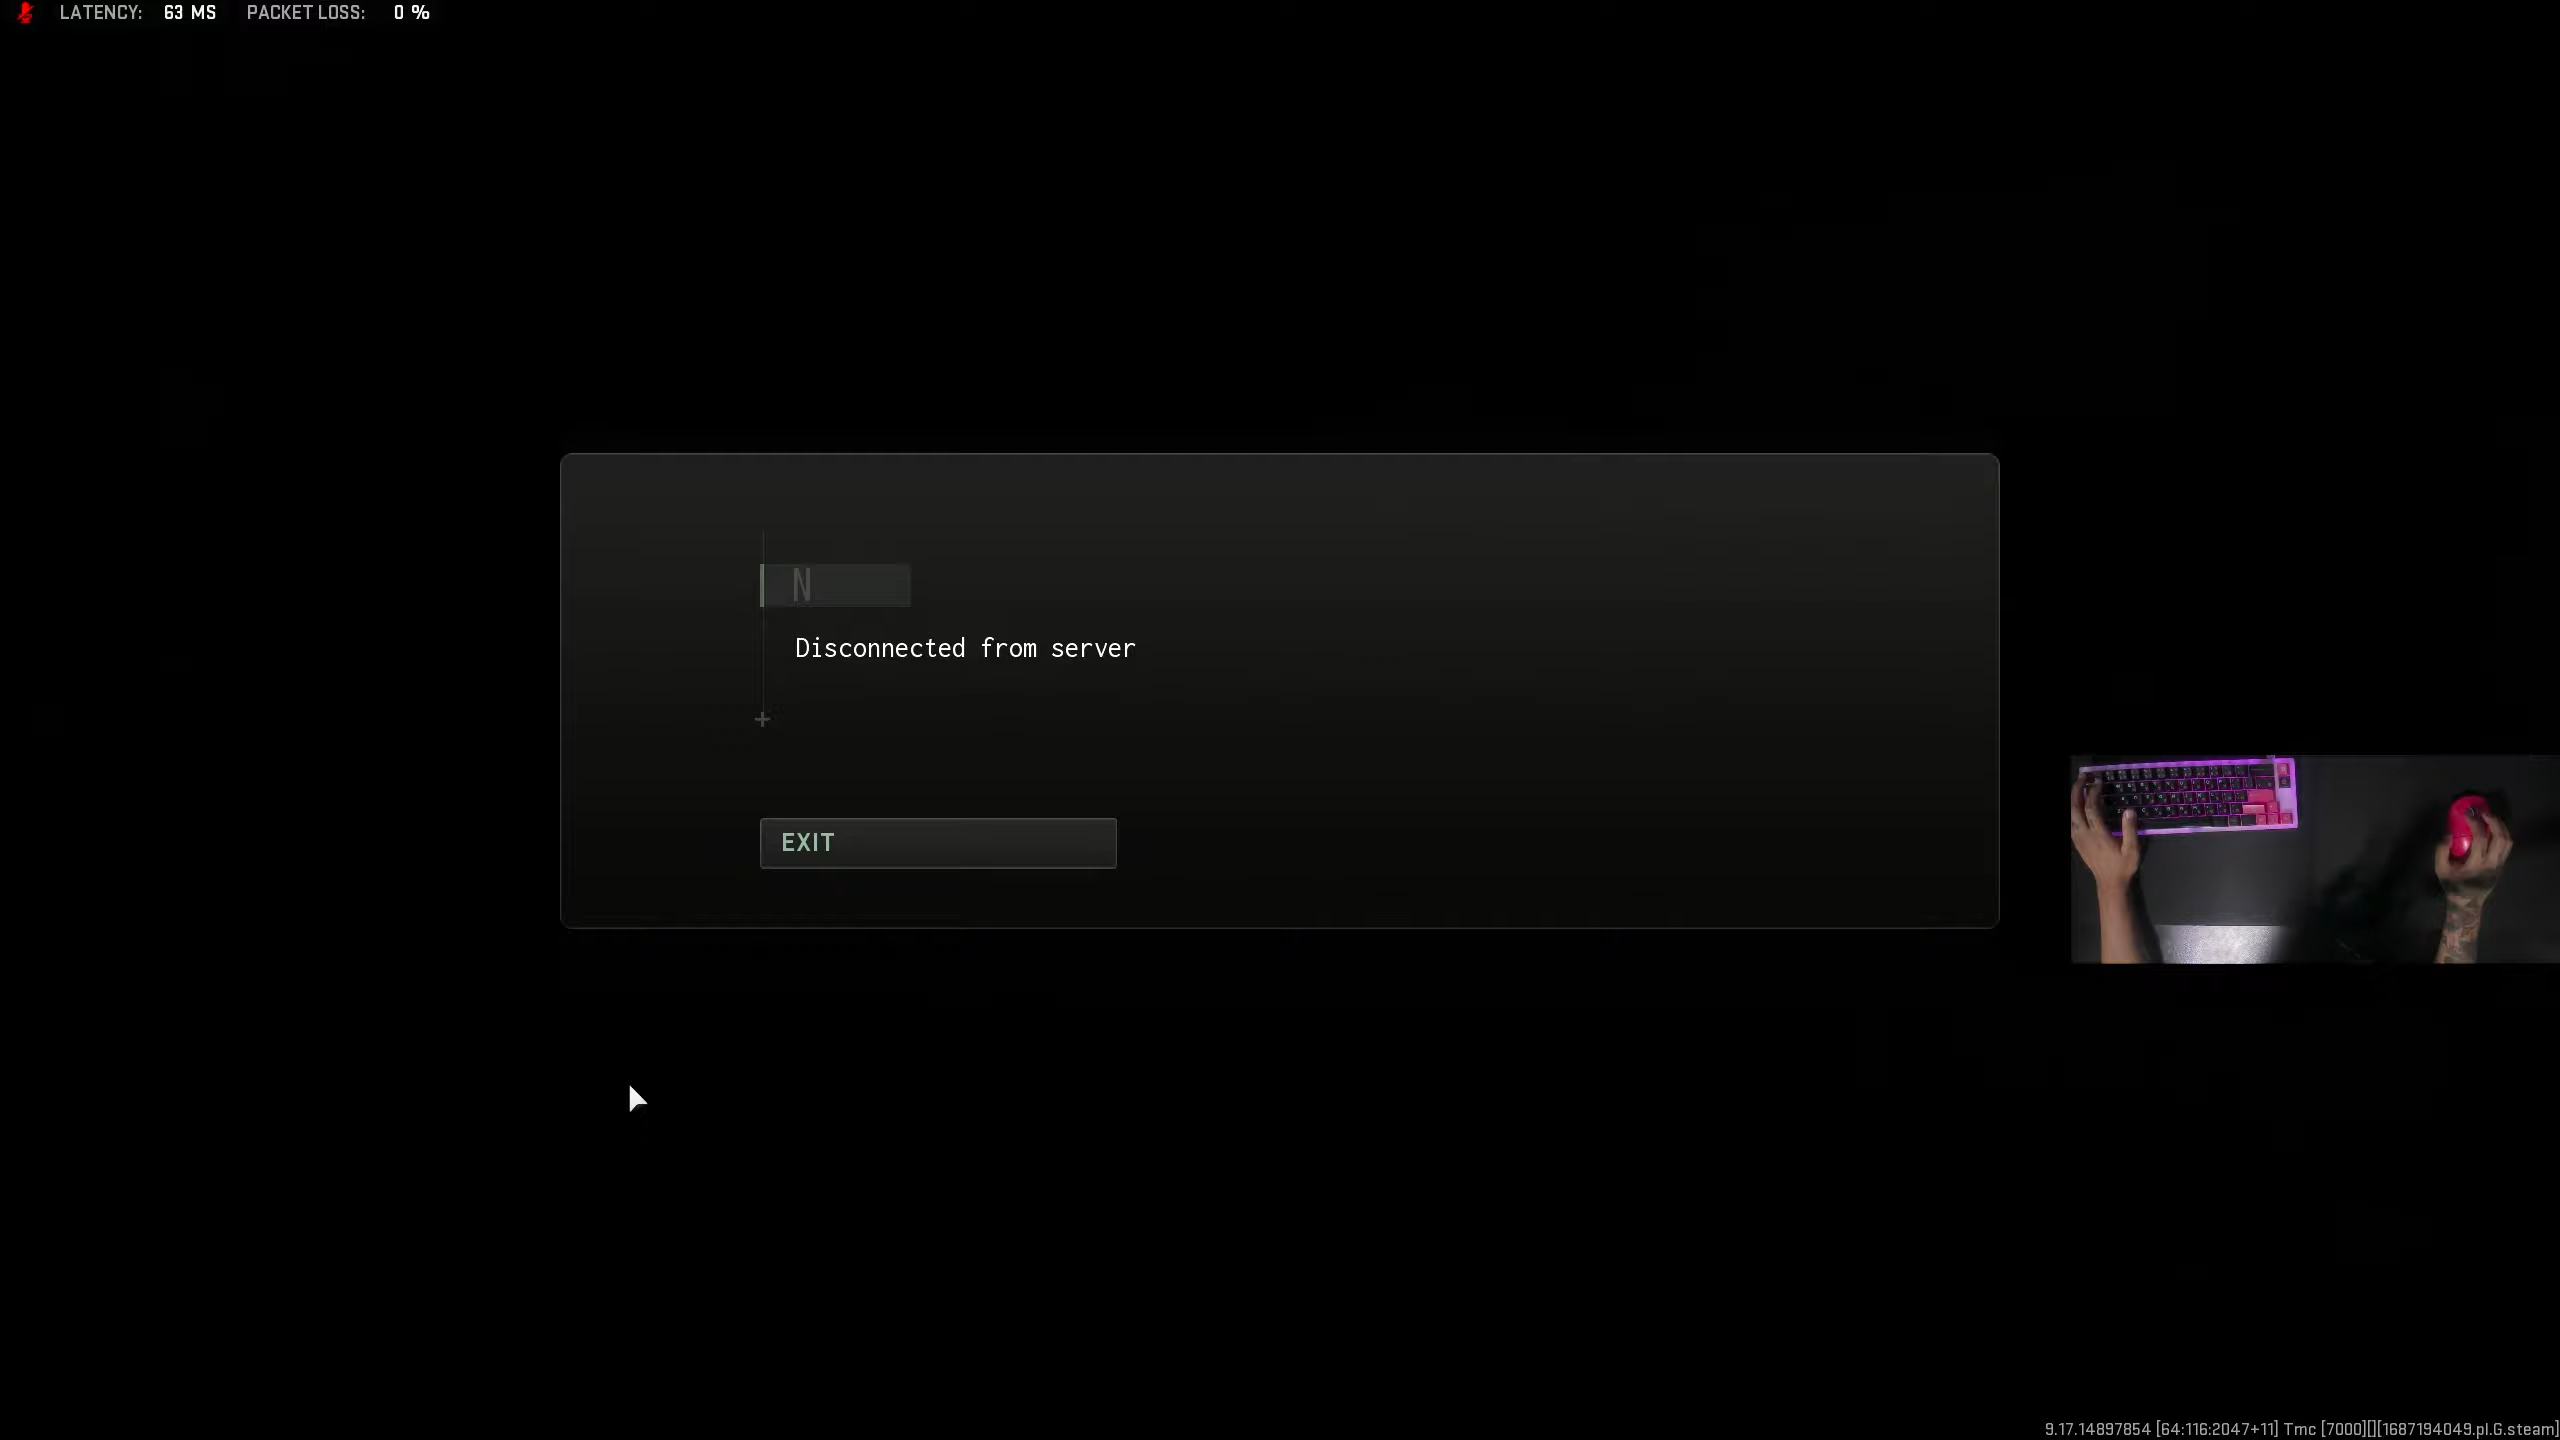 LATENCY: 63 MS PACKET LOSS: 0 %
N
Disconnected from server
EXIT
9.17.14897854 [64:116:2047+11] Tmc [7000][][1687194049.pl.G.steam]